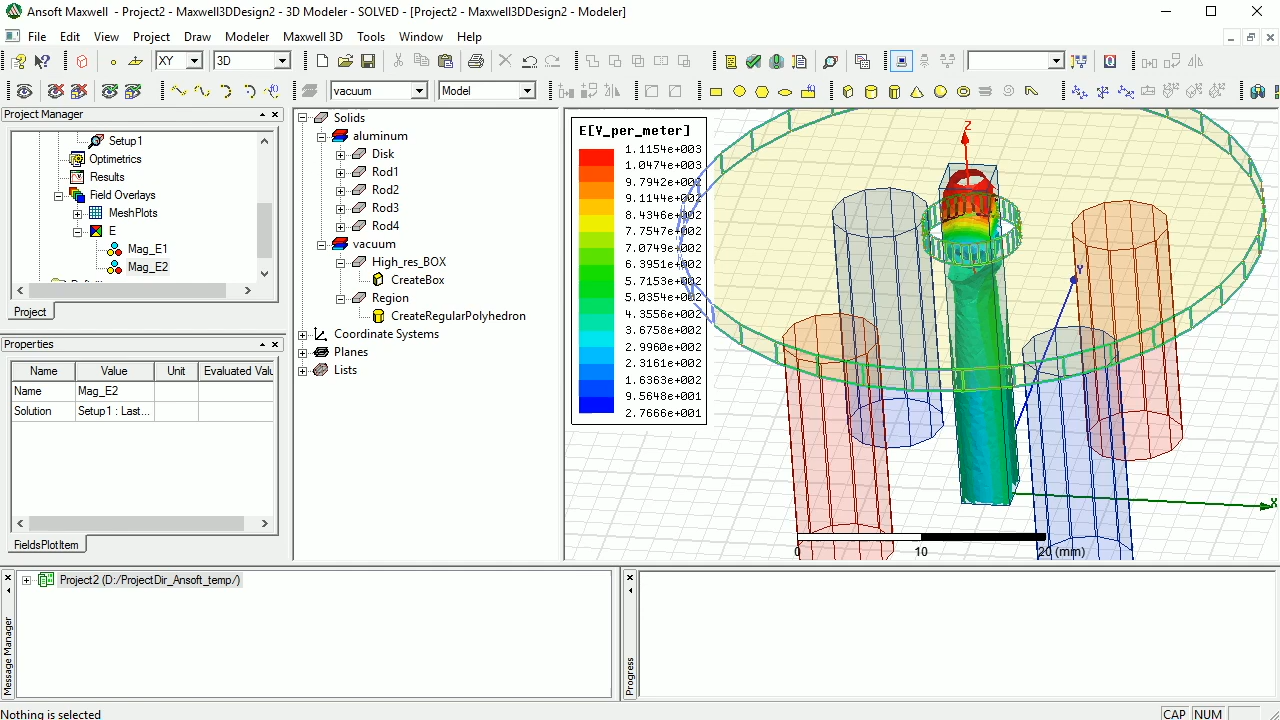 Ansoft Maxwell - Project2 - Maxwell3DDesign2 - 3D Modeler - SOLVED - [Project2 - Maxwell3DDesign2 - Modeler]
File Edit View Project Draw Modeler Maxwell 3D Tools Window Help
XY 3D
vacuum Model
Project Manager
Setup1
Optimetrics
Results
Field Overlays
MeshPlots
E
Mag_E1
Mag_E2
Project
Properties
Name Value Unit Evaluated Valu
Name Mag_E2
Solution Setup1 : Last...
FieldsPlotItem
Solids
aluminum
Disk
Rod1
Rod2
Rod3
Rod4
vacuum
High_res_BOX
CreateBox
Region
CreateRegularPolyhedron
Coordinate Systems
Planes
Lists
E[V_per_meter]
1.1154e+003
1.0474e+003
9.7942e+002
9.1144e+002
8.4346e+002
7.7547e+002
7.0749e+002
6.3951e+002
5.7153e+002
5.0354e+002
4.3556e+002
3.6758e+002
2.9960e+002
2.3161e+002
1.6363e+002
9.5648e+001
2.7666e+001
Z
Y
X
0 10 20 (mm)
Message Manager
Project2 (D:/ProjectDir_Ansoft_temp/)
Progress
Nothing is selected
CAP NUM